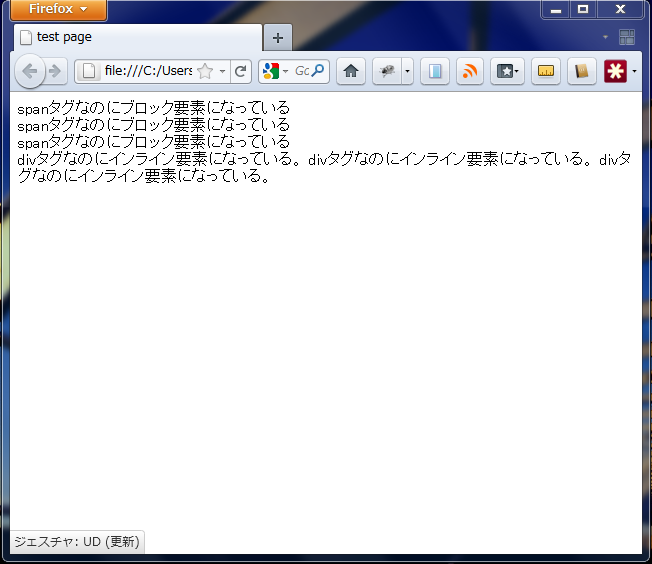 Firefox
test page
file:///C:/Users
Gc
spanタグなのにブロック要素になっている
spanタグなのにブロック要素になっている
spanタグなのにブロック要素になっている
divタグなのにインライン要素になっている。 divタグなのにインライン要素になっている。 divタ
グなのにインライン要素になっている。
ジェスチャ: UD (更新)